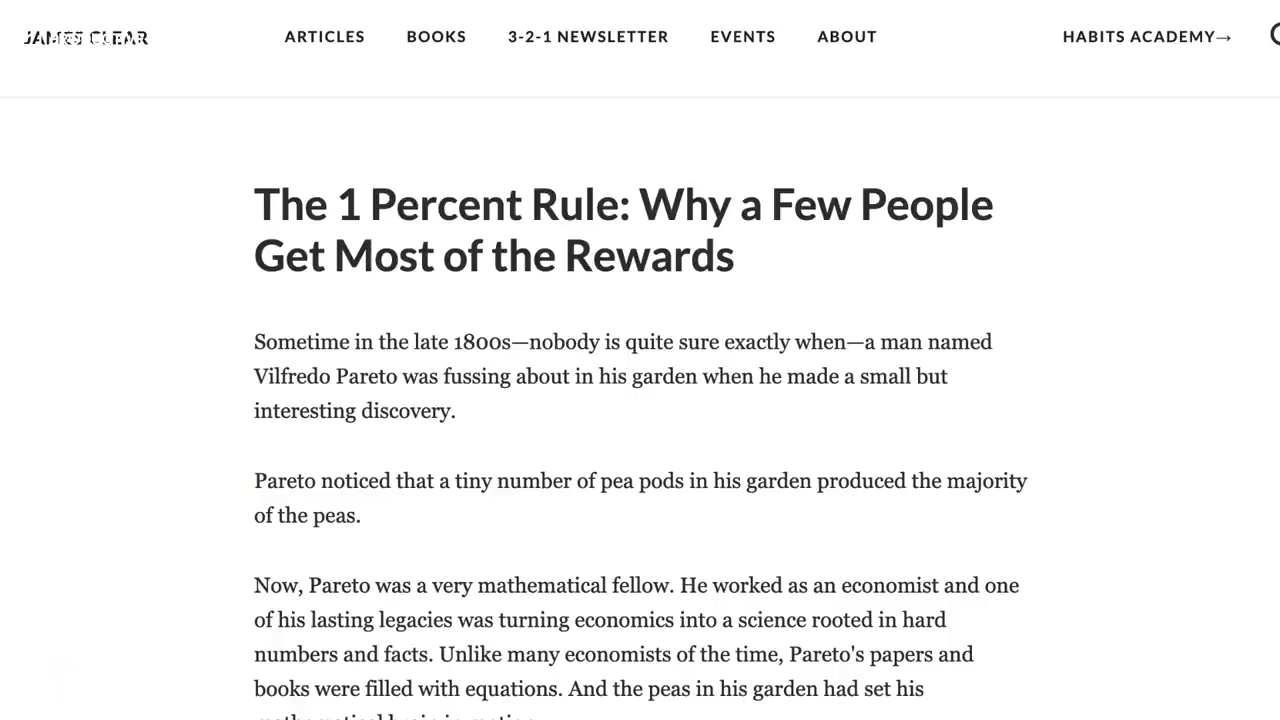 JAMES CLEAR
ARTICLES BOOKS 3-2-1 NEWSLETTER EVENTS ABOUT HABITS ACADEMY→
The 1 Percent Rule: Why a Few People
Get Most of the Rewards
Sometime in the late 1800s—nobody is quite sure exactly when—a man named
Vilfredo Pareto was fussing about in his garden when he made a small but
interesting discovery.
Pareto noticed that a tiny number of pea pods in his garden produced the majority
of the peas.
Now, Pareto was a very mathematical fellow. He worked as an economist and one
of his lasting legacies was turning economics into a science rooted in hard
numbers and facts. Unlike many economists of the time, Pareto's papers and
books were filled with equations. And the peas in his garden had set his